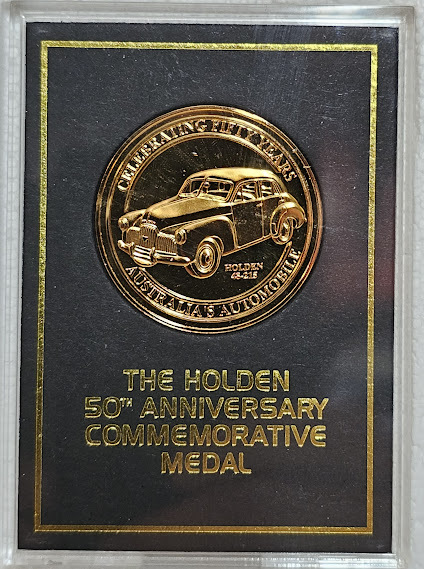 CELEBRATING FIFTY YEARS
HOLDEN
48-215
AUSTRALIA'S AUTOMOBILE
THE HOLDEN
50TH ANNIVERSARY
COMMEMORATIVE
MEDAL